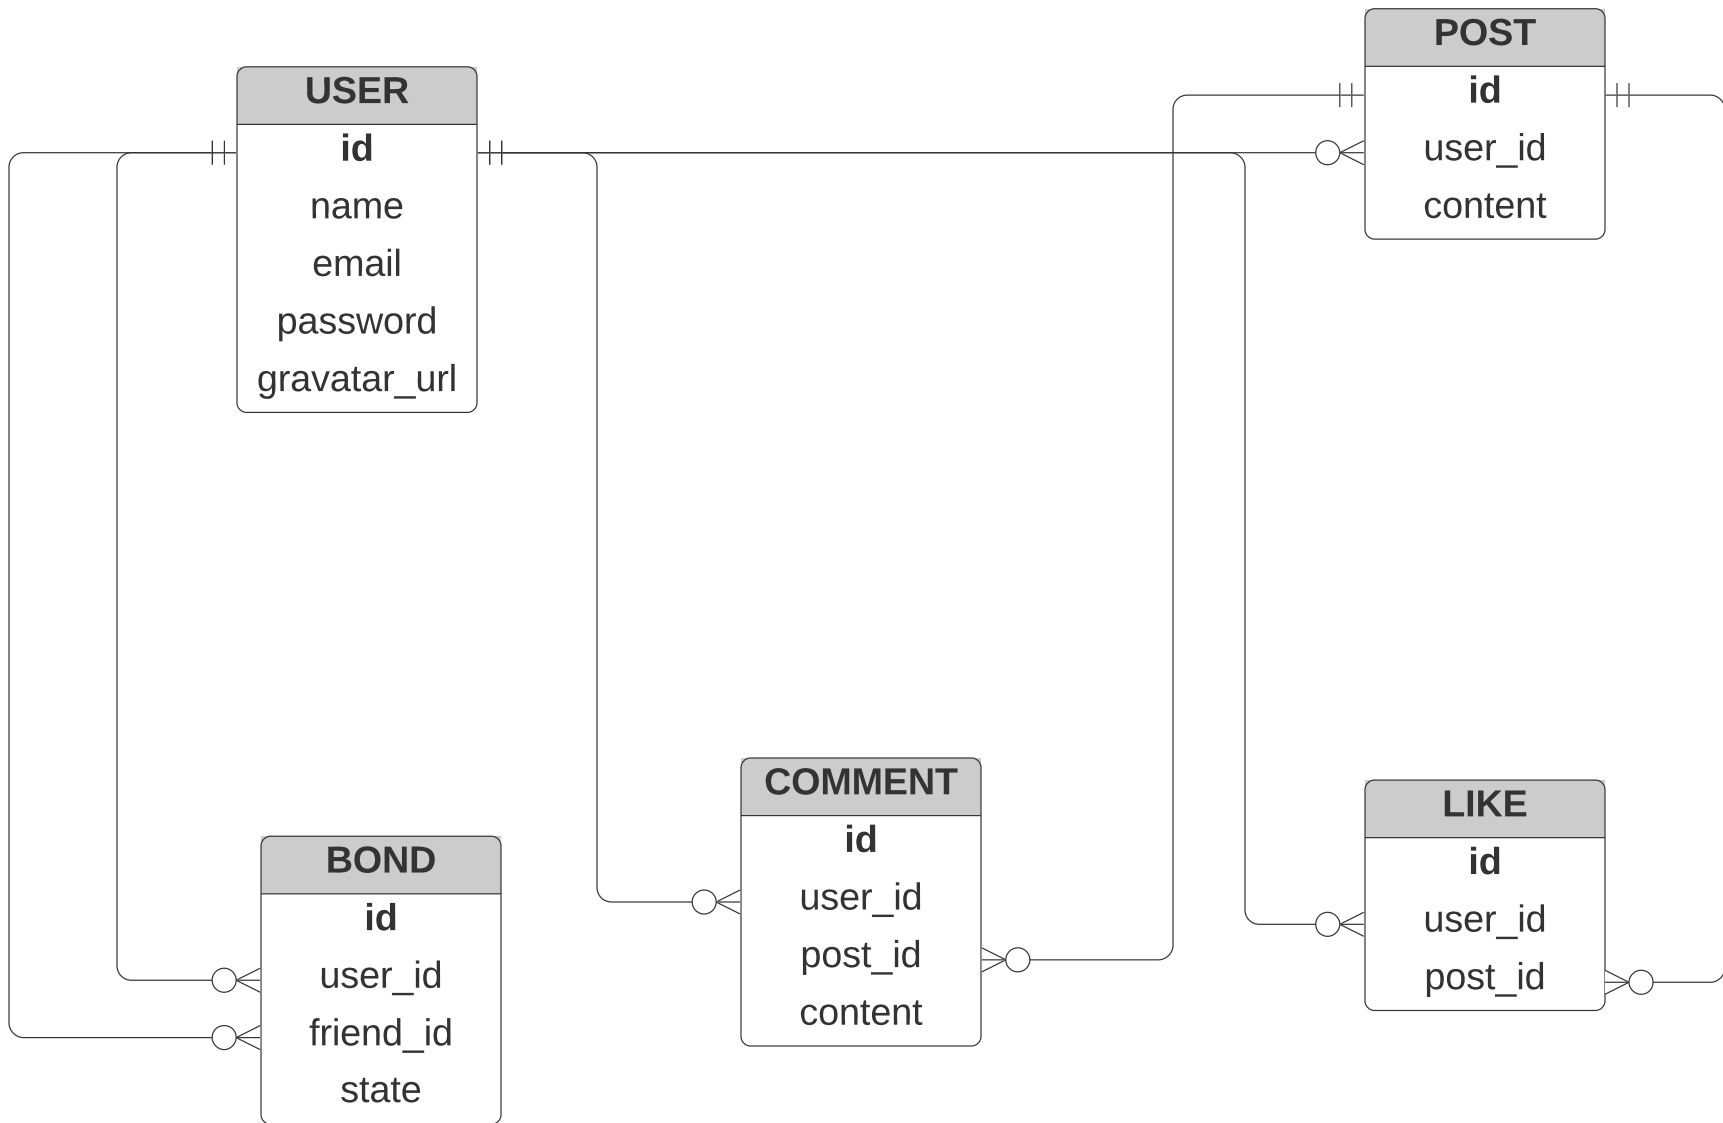 USER
id
name
email
password
gravatar_url
POST
id
user_id
content
BOND
id
user_id
friend_id
state
COMMENT
id
user_id
post_id
content
LIKE
id
user_id
post_id